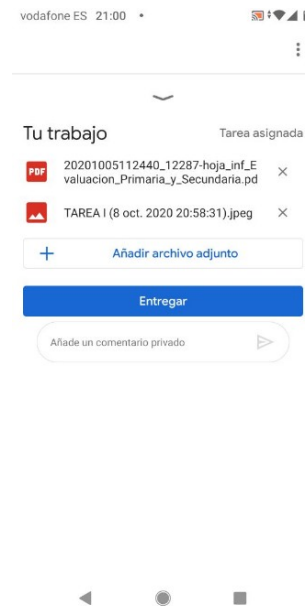 vodafone ES 21:00
Tu trabajo
Tarea asignada
PDF
20201005112440_12287-hoja_inf_E
valuacion_Primaria_y_Secundaria.pd
TAREA I (8 oct. 2020 20:58:31).jpeg
Añadir archivo adjunto
Entregar
Añade un comentario privado